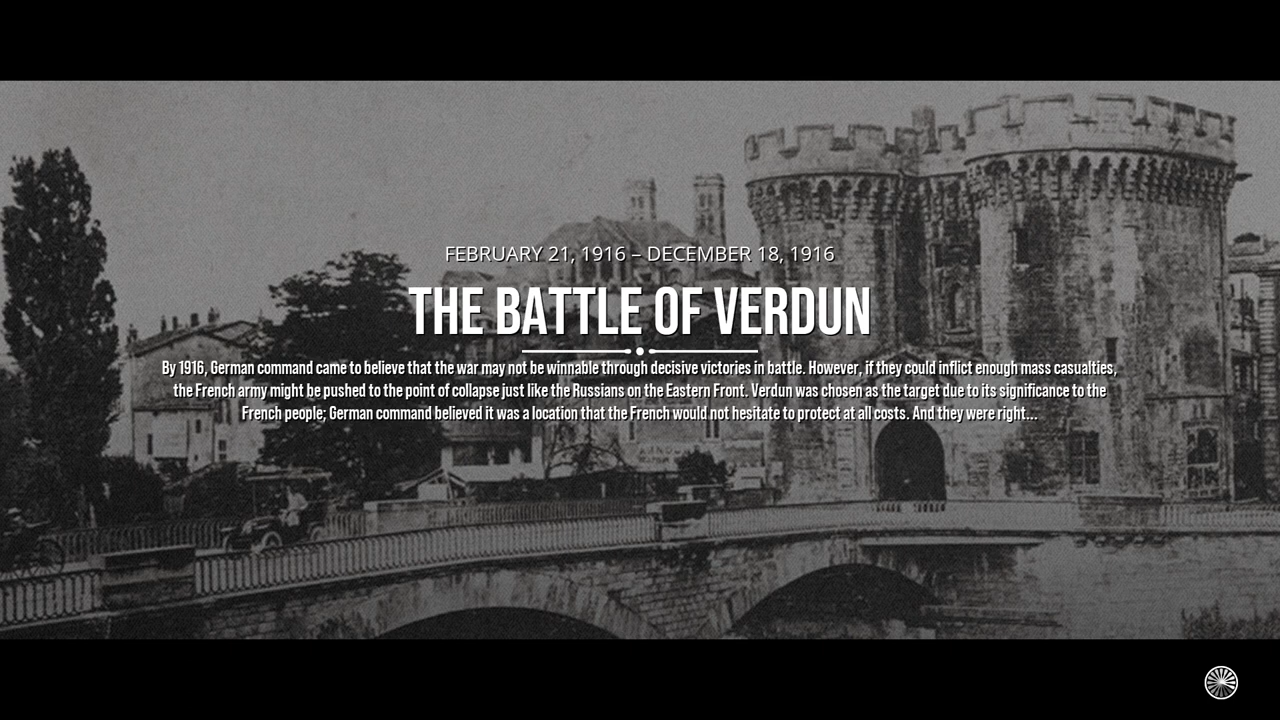 FEBRUARY 21, 1916 – DECEMBER 18, 1916
THE BATTLE OF VERDUN
By 1916, German command came to believe that the war may not be winnable through decisive victories in battle. However, if they could inflict enough mass casualties,
the French army might be pushed to the point of collapse just like the Russians on the Eastern Front. Verdun was chosen as the target due to its significance to the
French people; German command believed it was a location that the French would not hesitate to protect at all costs. And they were right...